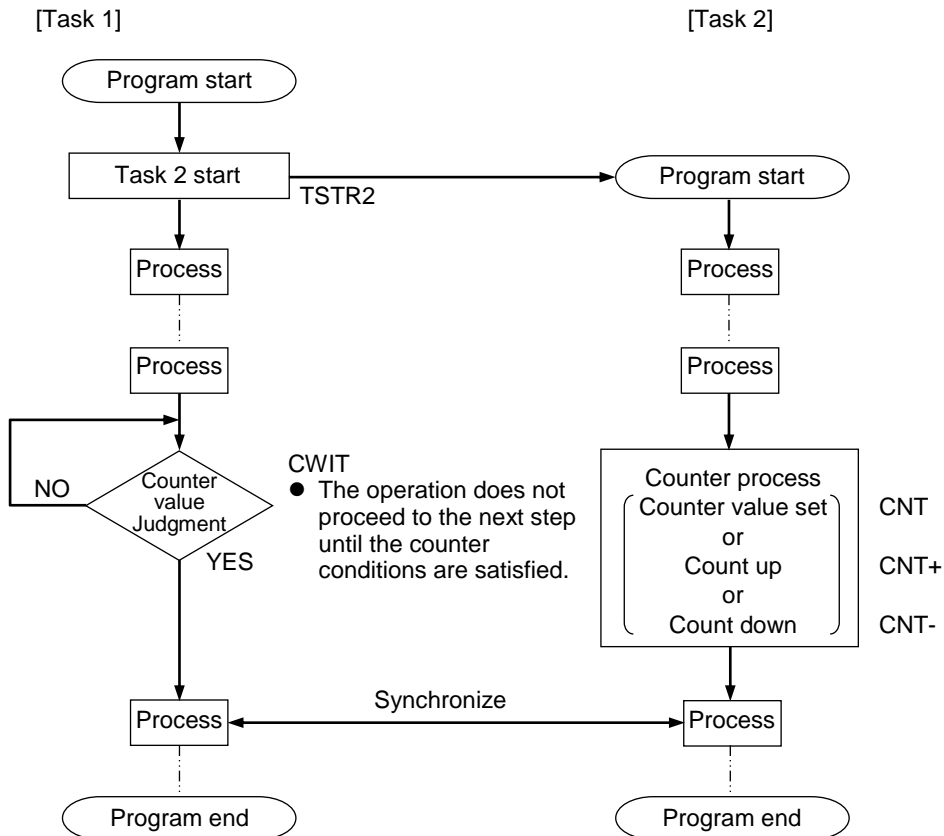 [Task 1]
[Task 2]
Program start
Task 2 start
TSTR2
Program start
Process
Process
Process
Process
NO
Counter
value
Judgment
YES
CWIT
● The operation does not
proceed to the next step
until the counter
conditions are satisfied.
Counter process
Counter value set
or
Count up
or
Count down
CNT
CNT+
CNT-
Process
Synchronize
Process
Program end
Program end